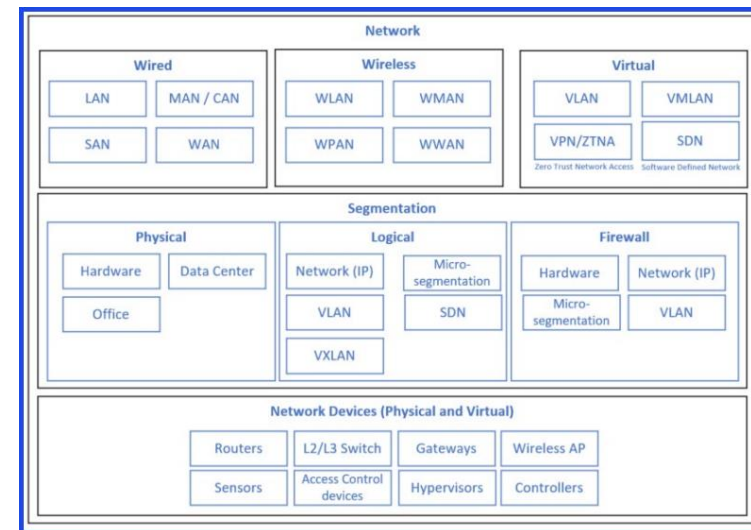 Network
Wired
LAN
MAN / CAN
SAN
WAN
Wireless
WLAN
WMAN
WPAN
WWAN
Virtual
VLAN
VMLAN
VPN/ZTNA
SDN
Zero Trust Network Access
Software Defined Network
Segmentation
Physical
Hardware
Data Center
Office
Logical
Network (IP)
Micro-
segmentation
VLAN
SDN
VXLAN
Firewall
Hardware
Network (IP)
Micro-
segmentation
VLAN
Network Devices (Physical and Virtual)
Routers
L2/L3 Switch
Gateways
Wireless AP
Sensors
Access Control
devices
Hypervisors
Controllers